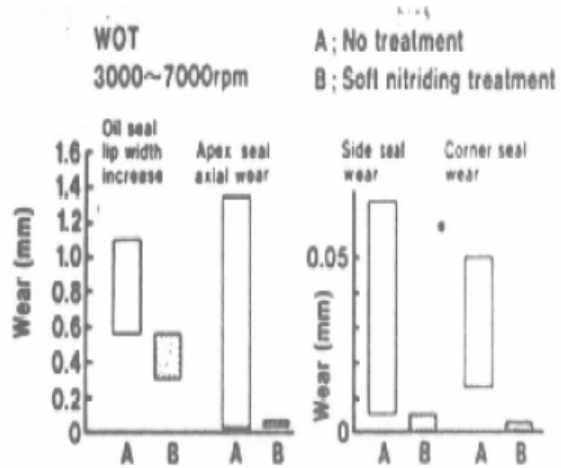 WOT
3000~7000rpm
A; No treatment
B; Soft nitriding treatment
Oil seal
lip width
increase
Apex seal
axial wear
Side seal
wear
Corner seal
wear
Wear (mm)
1.6
1.4
1.2
1.0
0.8
0.6
0.4
0.2
0
A B A B
Wear (mm)
0.05
0
A B A B